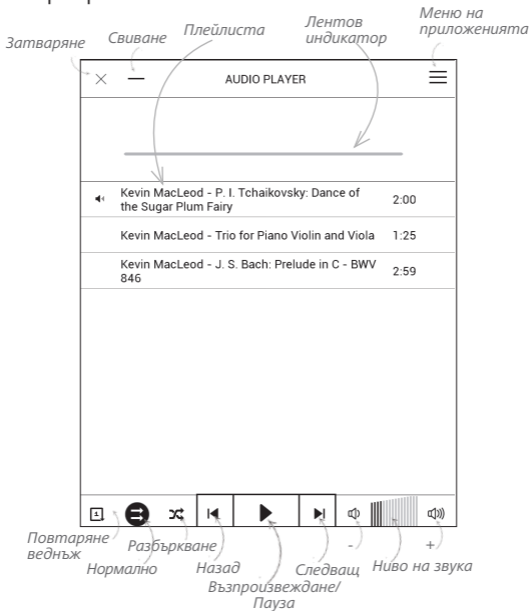 Меню на
приложенията
Лентов
индикатор
Плейлиста
Свиване
Затваряне
AUDIO PLAYER
Kevin MacLeod - P. I. Tchaikovsky: Dance of
the Sugar Plum Fairy
2:00
Kevin MacLeod - Trio for Piano Violin and Viola 1:25
Kevin MacLeod - J. S. Bach: Prelude in C - BWV
846
2:59
1
Повтаряне
веднъж
Нормално
Разбъркване
Назад
Възпроизвеждане/
Пауза
Следващ
-
Ниво на звука
+